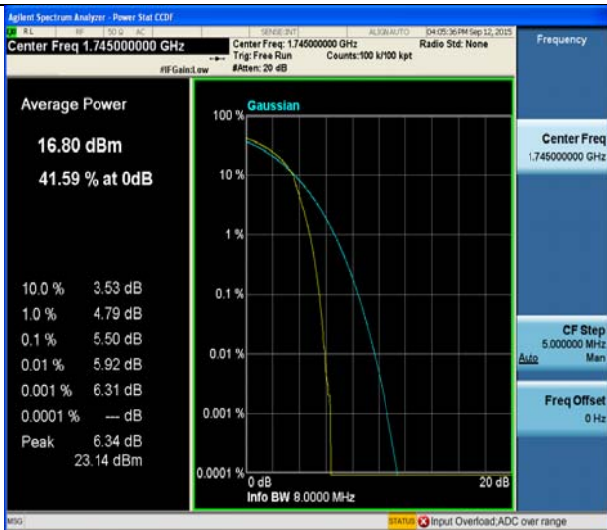 Agilent Spectrum Analyzer - Power Stat CCDF
RL RF 50 Ω AC SENSE:INT ALIGNAUTO 04:05:36PM Sep 12, 2015
Center Freq 1.745000000 GHz
Center Freq: 1.745000000 GHz Radio Std: None
Trig: Free Run Counts:100 k/100 kpt
#IFGain:Low #Atten: 20 dB
Frequency
Average Power
16.80 dBm
41.59 % at 0dB
10.0 % 3.53 dB
1.0 % 4.79 dB
0.1 % 5.50 dB
0.01 % 5.92 dB
0.001 % 6.31 dB
0.0001 % --- dB
Peak 6.34 dB
23.14 dBm
Gaussian
100 %
10 %
1 %
0.1 %
0.01 %
0.001 %
0.0001 %
0 dB 20 dB
Info BW 8.0000 MHz
Center Freq
1.745000000 GHz
CF Step
5.000000 MHz
Auto Man
Freq Offset
0 Hz
MSG STATUS Input Overload;ADC over range